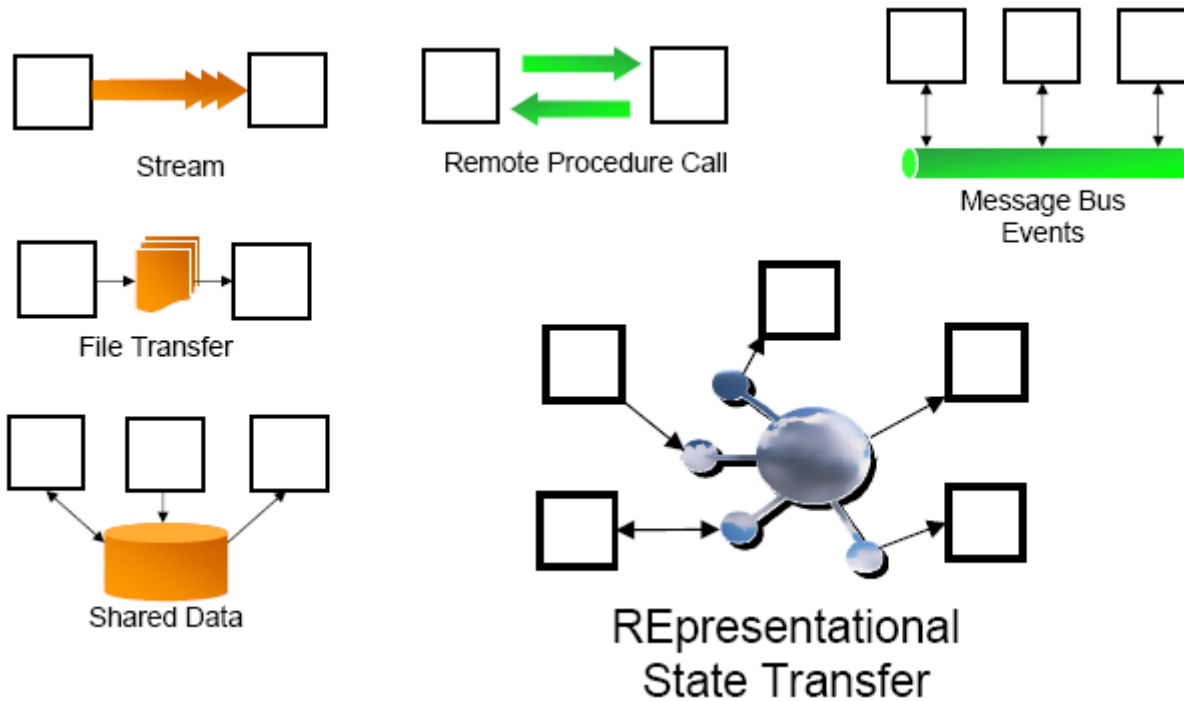 Stream
Remote Procedure Call
Message Bus
Events
File Transfer
Shared Data
REpresentational
State Transfer